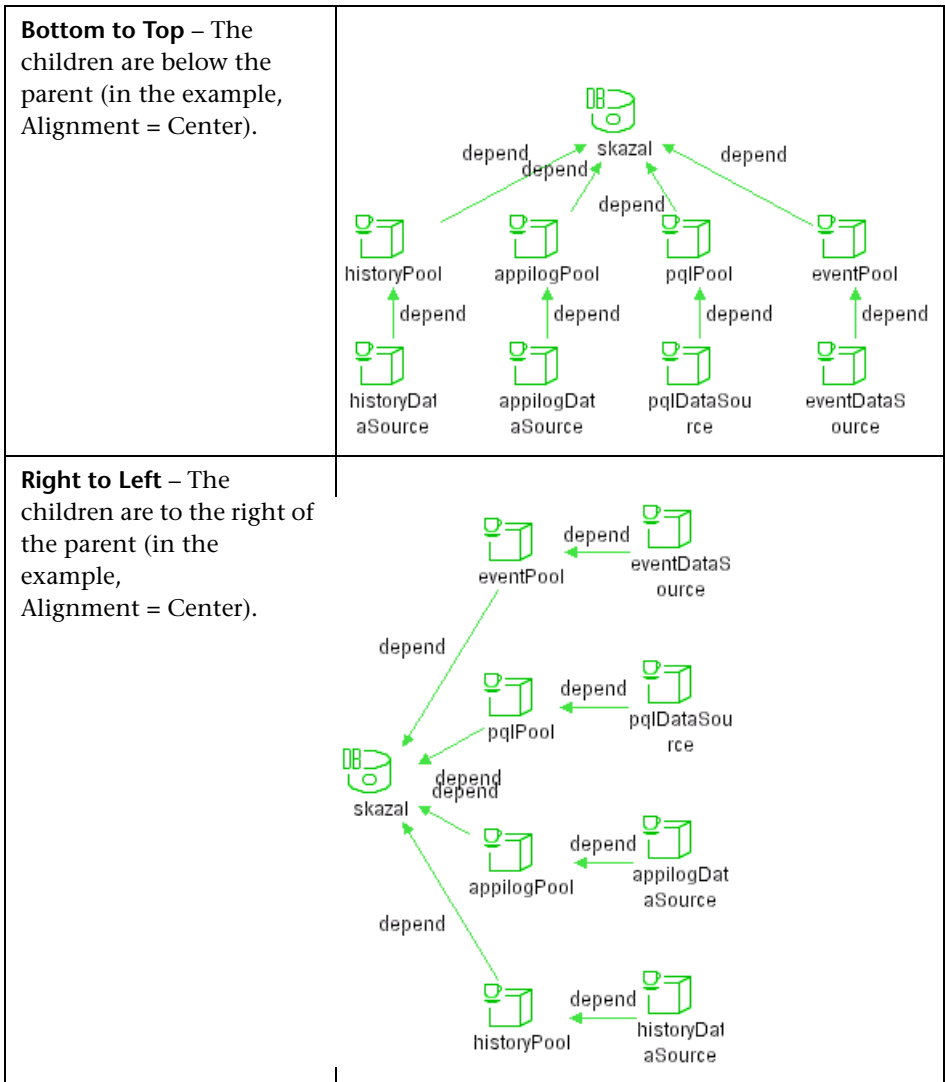 Bottom to Top – The
children are below the
parent (in the example,
Alignment = Center).
DB
skazal
depend
depend
depend
depend
historyPool
appilogPool
pqlPool
eventPool
depend
depend
depend
depend
historyDat
aSource
appilogDat
aSource
pqlDataSou
rce
eventDataS
ource
Right to Left – The
children are to the right of
the parent (in the
example,
Alignment = Center).
eventPool
depend
eventDataS
ource
depend
pqlPool
depend
pqlDataSou
rce
DB
skazal
depend
depend
appilogPool
depend
appilogDat
aSource
depend
historyPool
depend
historyDat
aSource